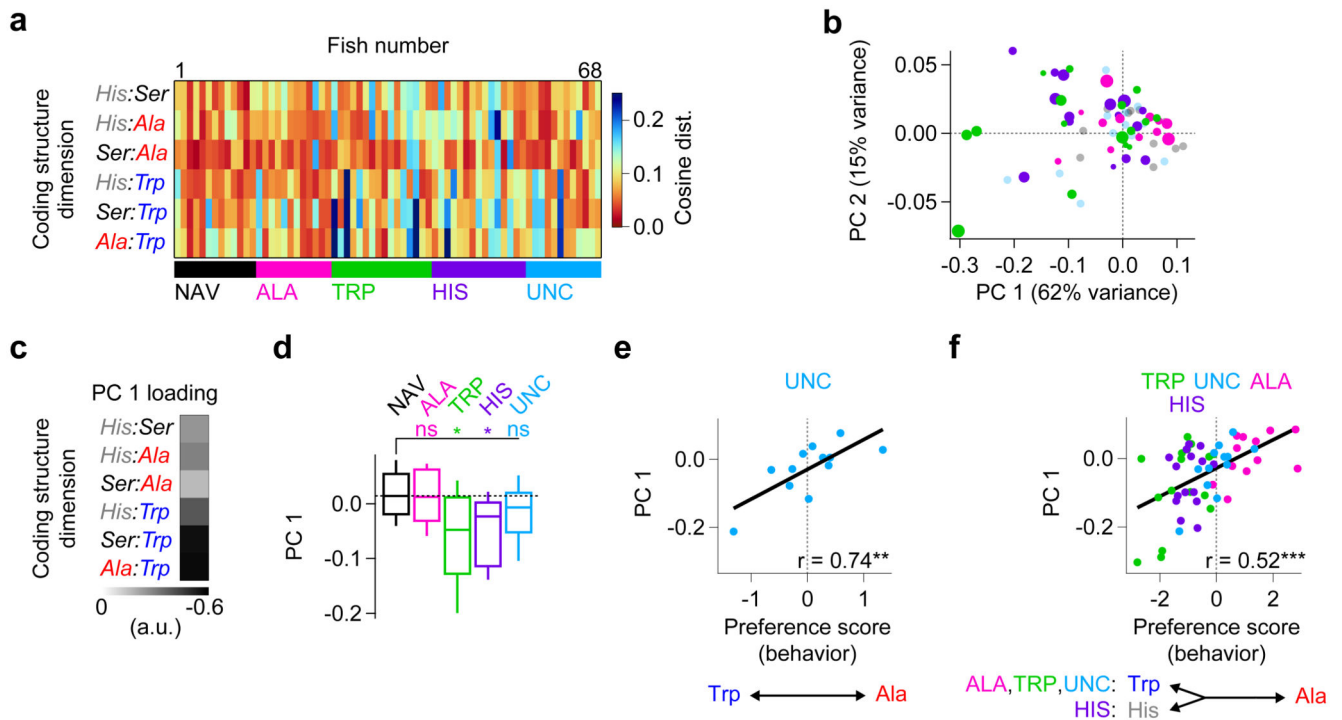 a
Fish number
1
68
Coding structure
dimension
His:Ser
His:Ala
Ser:Ala
His:Trp
Ser:Trp
Ala:Trp
0.2
0.1
0.0
Cosine dist.
NAV
ALA
TRP
HIS
UNC
b
PC 2 (15% variance)
0.05
0.00
-0.05
-0.3
-0.2
-0.1
0.0
0.1
PC 1 (62% variance)
c
PC 1 loading
Coding structure
dimension
His:Ser
His:Ala
Ser:Ala
His:Trp
Ser:Trp
Ala:Trp
0
-0.6
(a.u.)
d
NAV
ALA
TRP
HIS
UNC
ns
*
*
ns
PC 1
0.0
-0.1
-0.2
e
UNC
PC 1
0.0
-0.2
r = 0.74**
-1
0
1
Preference score
(behavior)
Trp
Ala
f
TRP UNC ALA
HIS
PC 1
0.0
-0.2
r = 0.52***
-2
0
2
Preference score
(behavior)
ALA,TRP,UNC: Trp
HIS: His
Ala